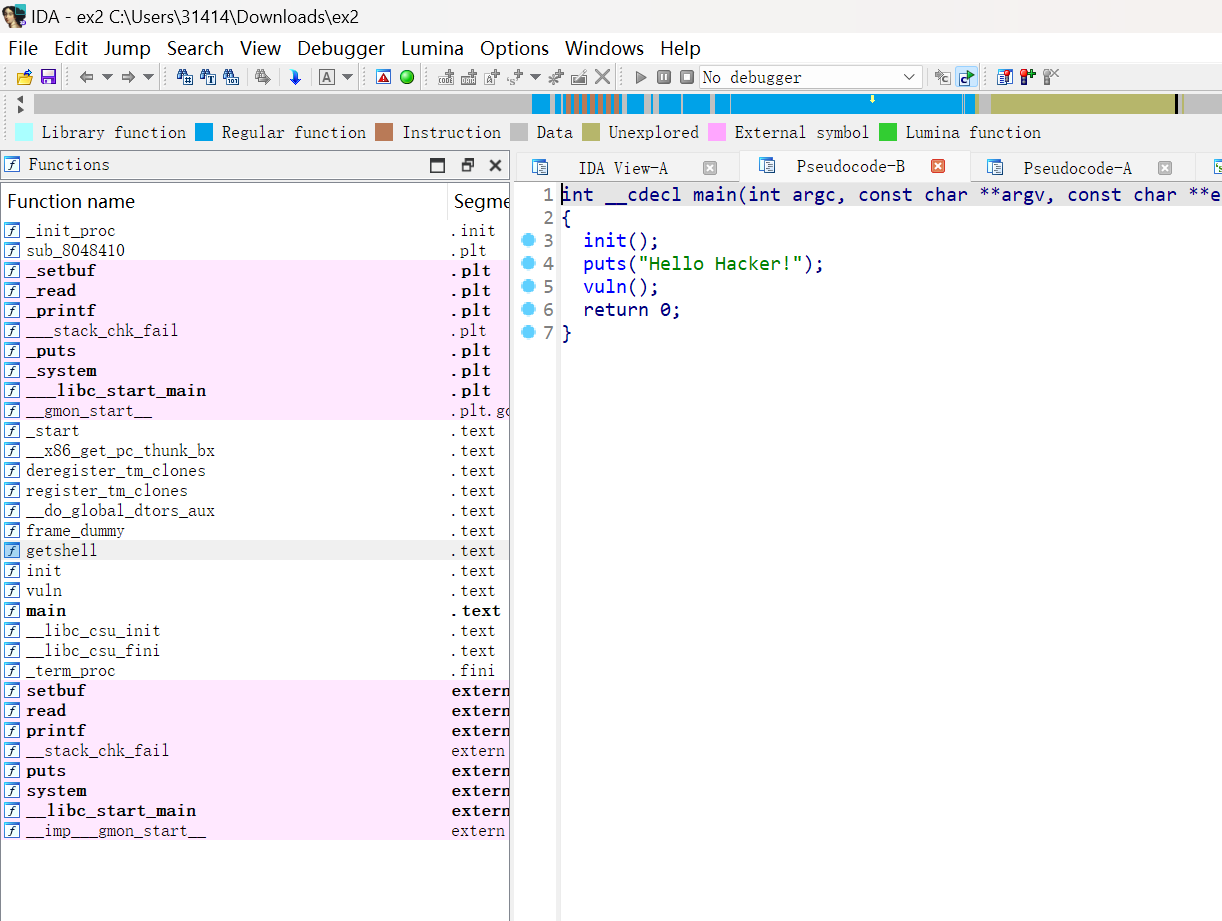 IDA - ex2 C:\Users\31414\Downloads\ex2
File Edit Jump Search View Debugger Lumina Options Windows Help
No debugger
Library function Regular function Instruction Data Unexplored External symbol Lumina function
Functions
IDA View-A Pseudocode-B Pseudocode-A
Function name Segme
_init_proc .init
sub_8048410 .plt
_setbuf .plt
_read .plt
_printf .plt
___stack_chk_fail .plt
_puts .plt
_system .plt
___libc_start_main .plt
__gmon_start__ .plt.go
_start .text
__x86_get_pc_thunk_bx .text
deregister_tm_clones .text
register_tm_clones .text
__do_global_dtors_aux .text
frame_dummy .text
getshell .text
init .text
vuln .text
main .text
__libc_csu_init .text
__libc_csu_fini .text
_term_proc .fini
setbuf extern
read extern
printf extern
__stack_chk_fail extern
puts extern
system extern
__libc_start_main extern
__imp___gmon_start__ extern
1 int __cdecl main(int argc, const char **argv, const char **e
2 {
3 init();
4 puts("Hello Hacker!");
5 vuln();
6 return 0;
7 }